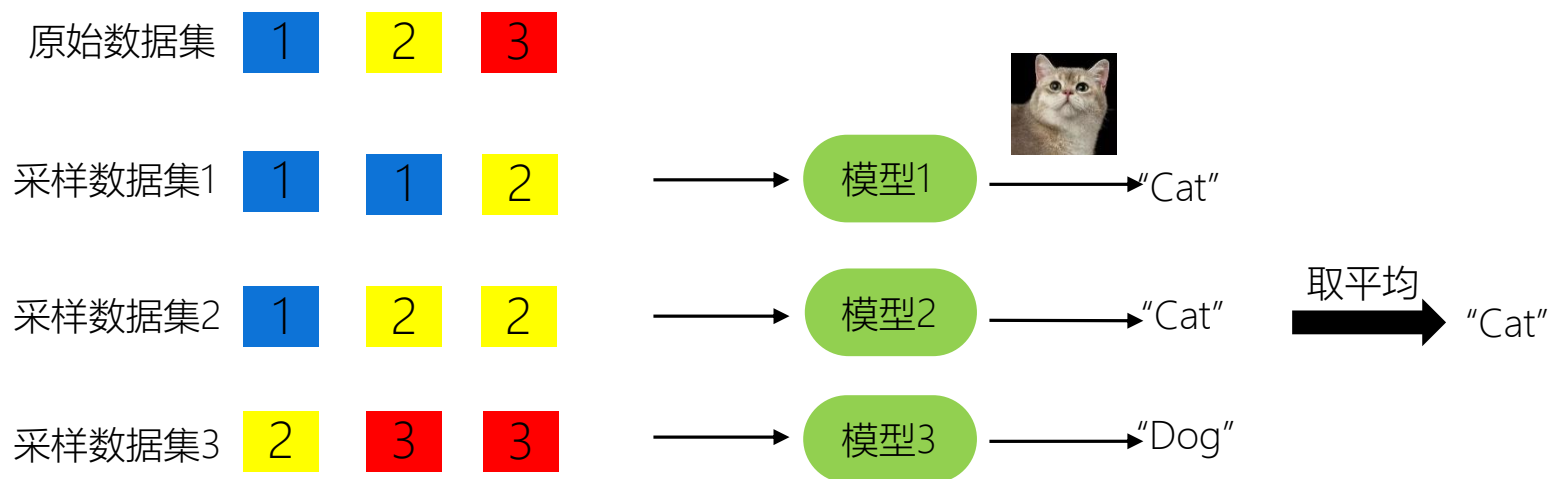 原始数据集 1 2 3
采样数据集1 1 1 2 模型1 “Cat”
采样数据集2 1 2 2 模型2 “Cat” 取平均 “Cat”
采样数据集3 2 3 3 模型3 “Dog”